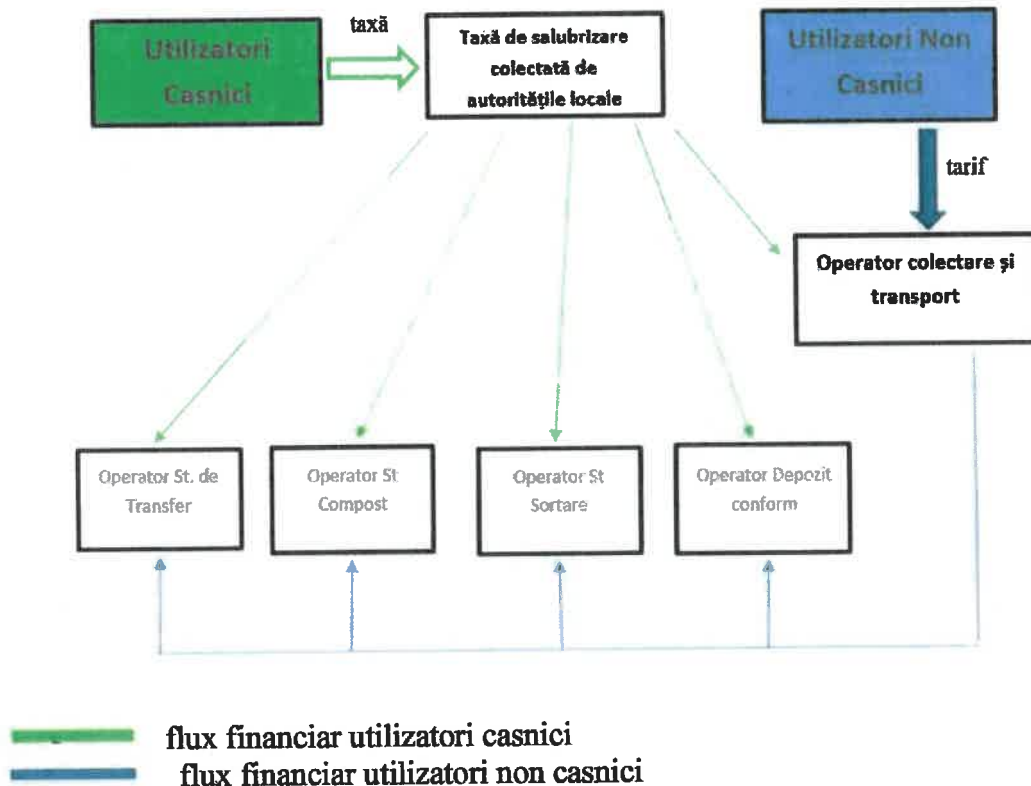 Utilizatori
Casnici
taxă
Taxă de salubrizare
colectată de
autoritățile locale
Utilizatori Non
Casnici
tarif
Operator colectare și
transport
Operator St. de
Transfer
Operator St
Compost
Operator St
Sortare
Operator Depozit
conform
flux financiar utilizatori casnici
flux financiar utilizatori non casnici